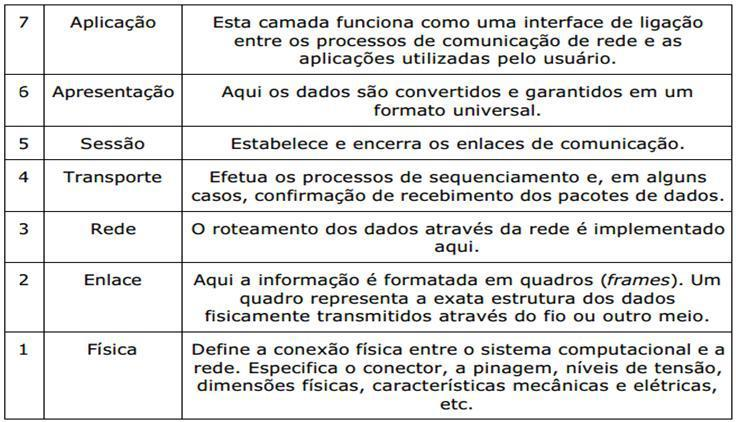 7 Aplicação Esta camada funciona como uma interface de ligação
entre os processos de comunicação de rede e as
aplicações utilizadas pelo usuário.
6 Apresentação Aqui os dados são convertidos e garantidos em um
formato universal.
5 Sessão Estabelece e encerra os enlaces de comunicação.
4 Transporte Efetua os processos de sequenciamento e, em alguns
casos, confirmação de recebimento dos pacotes de dados.
3 Rede O roteamento dos dados através da rede é implementado
aqui.
2 Enlace Aqui a informação é formatada em quadros (frames). Um
quadro representa a exata estrutura dos dados
fisicamente transmitidos através do fio ou outro meio.
1 Física Define a conexão física entre o sistema computacional e a
rede. Especifica o conector, a pinagem, níveis de tensão,
dimensões físicas, características mecânicas e elétricas,
etc.